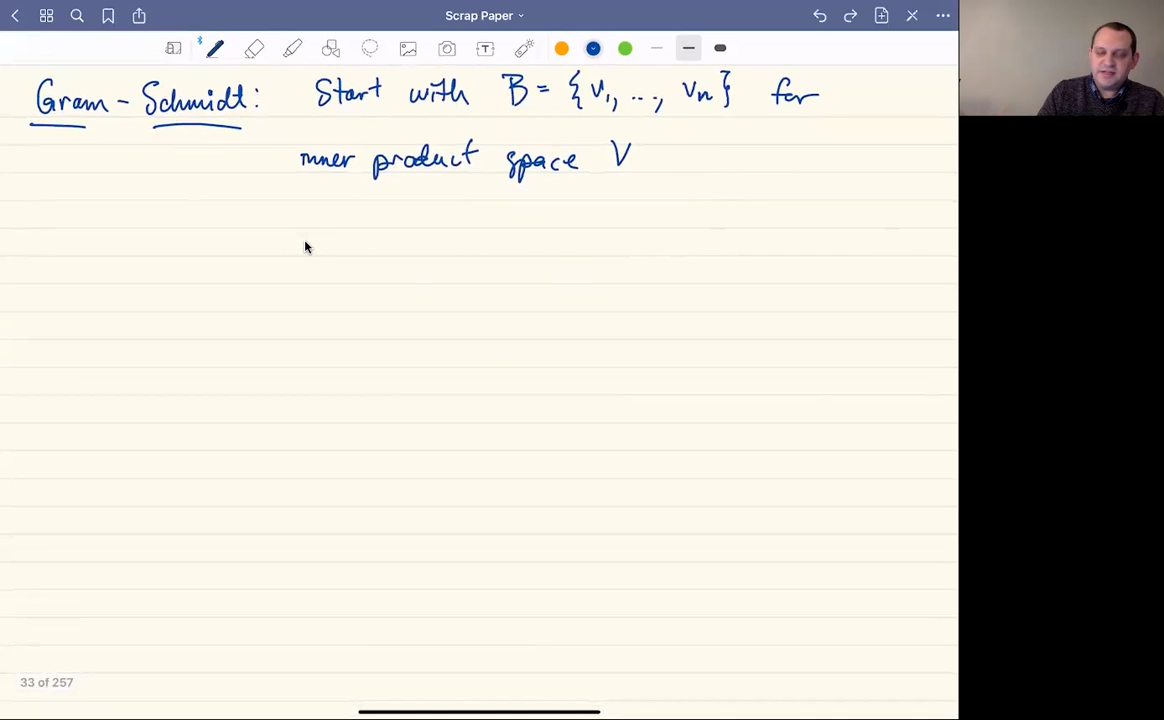 Scrap Paper
Gram - Schmidt: Start with B = {v₁, ..., vₙ} for
inner product space V
33 of 257